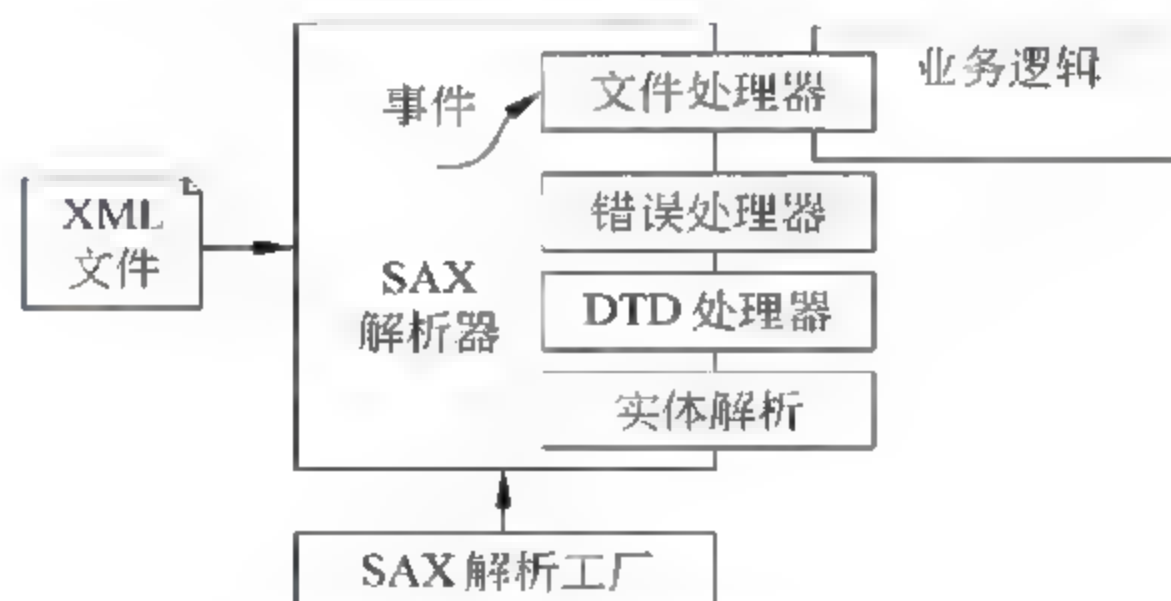 事件
文件处理器
业务逻辑
XML
文件
错误处理器
SAX
解析器
DTD 处理器
实体解析
SAX 解析工厂